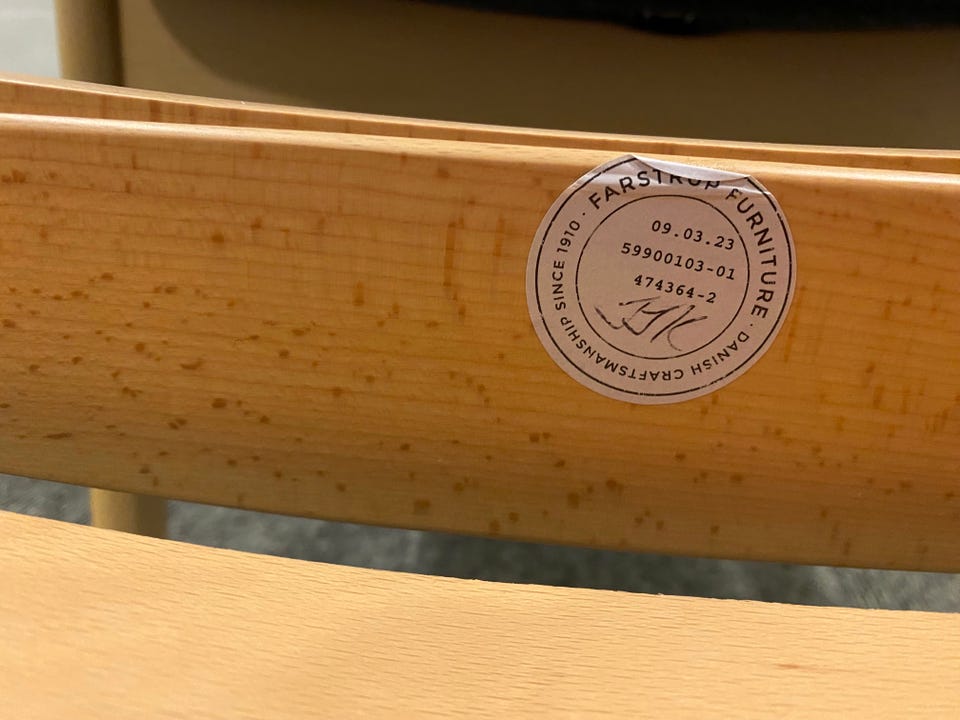 FARSTRUP FURNITURE · DANISH CRAFTSMANSHIP SINCE 1910 ·
09.03.23
59900103-01
474364-2